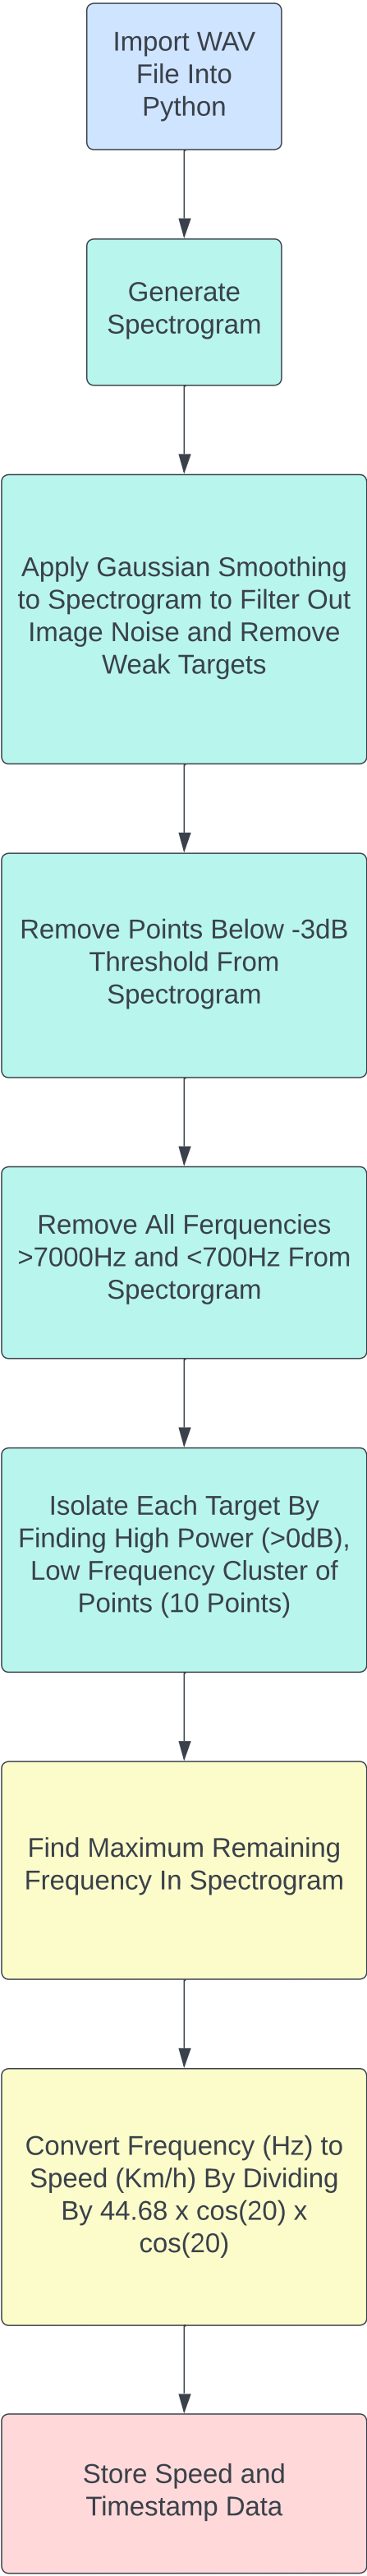 Import WAV
File Into
Python
Generate
Spectrogram
Apply Gaussian Smoothing
to Spectrogram to Filter Out
Image Noise and Remove
Weak Targets
Remove Points Below -3dB
Threshold From
Spectrogram
Remove All Ferquencies
>7000Hz and <700Hz From
Spectorgram
Isolate Each Target By
Finding High Power (>0dB),
Low Frequency Cluster of
Points (10 Points)
Find Maximum Remaining
Frequency In Spectrogram
Convert Frequency (Hz) to
Speed (Km/h) By Dividing
By 44.68 x cos(20) x
cos(20)
Store Speed and
Timestamp Data